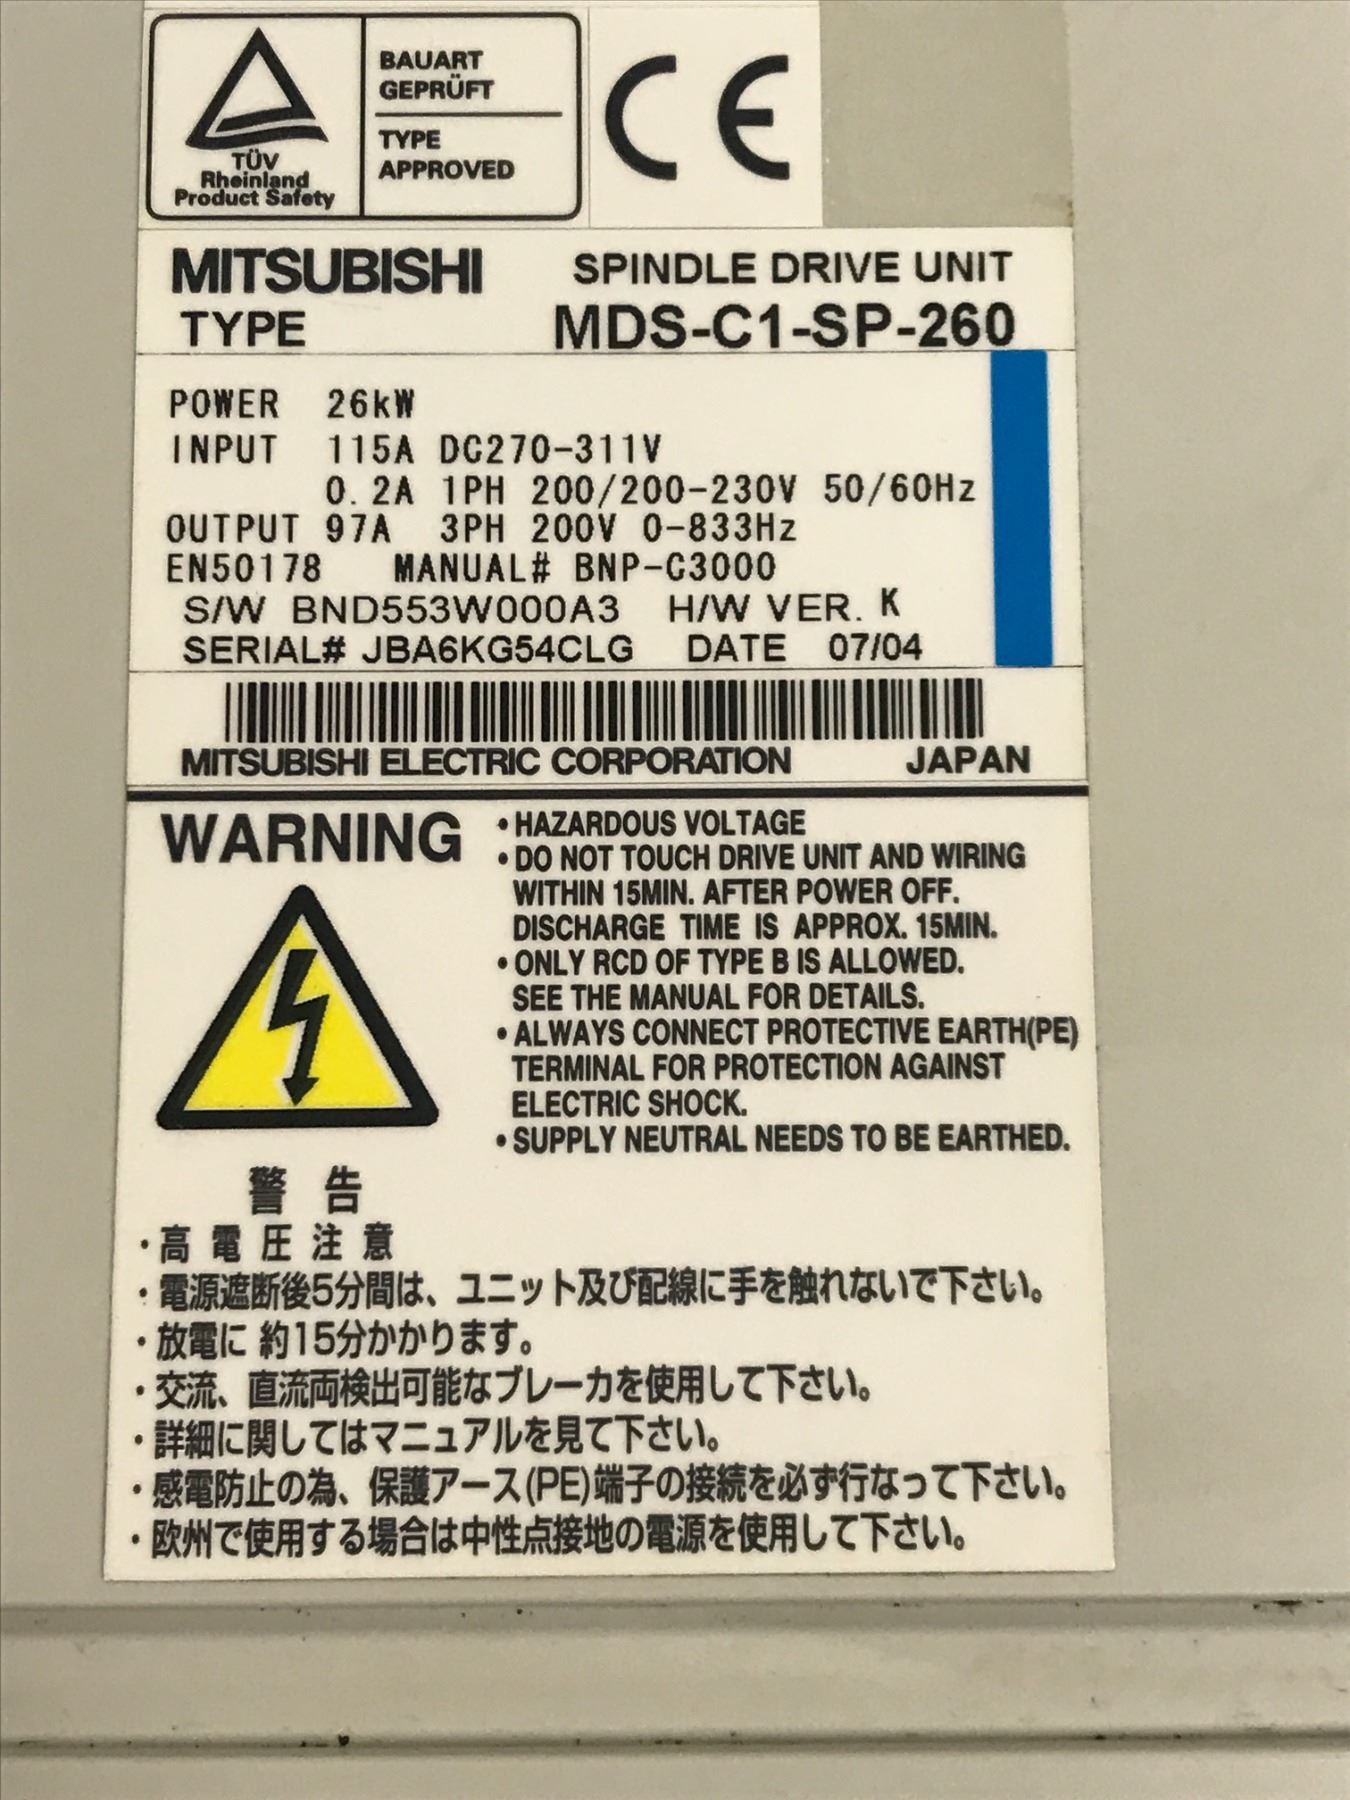 BAUART
GEPRÜFT
TYPE
APPROVED
TÜV
Rheinland
Product Safety
CE
MITSUBISHI SPINDLE DRIVE UNIT
TYPE MDS-C1-SP-260
POWER 26kW
INPUT 115A DC270-311V
0.2A 1PH 200/200-230V 50/60Hz
OUTPUT 97A 3PH 200V 0-833Hz
EN50178 MANUAL# BNP-C3000
S/W BND553W000A3 H/W VER. K
SERIAL# JBA6KG54CLG DATE 07/04
MITSUBISHI ELECTRIC CORPORATION JAPAN
WARNING
•HAZARDOUS VOLTAGE
•DO NOT TOUCH DRIVE UNIT AND WIRING
WITHIN 15MIN. AFTER POWER OFF.
DISCHARGE TIME IS APPROX. 15MIN.
•ONLY RCD OF TYPE B IS ALLOWED.
SEE THE MANUAL FOR DETAILS.
•ALWAYS CONNECT PROTECTIVE EARTH(PE)
TERMINAL FOR PROTECTION AGAINST
ELECTRIC SHOCK.
•SUPPLY NEUTRAL NEEDS TO BE EARTHED.
警 告
・高 電 圧 注 意
・電源遮断後5分間は、ユニット及び配線に手を触れないで下さい。
・放電に 約15分かかります。
・交流、直流両検出可能なブレーカを使用して下さい。
・詳細に関してはマニュアルを見て下さい。
・感電防止の為、保護アース(PE)端子の接続を必ず行なって下さい。
・欧州で使用する場合は中性点接地の電源を使用して下さい。